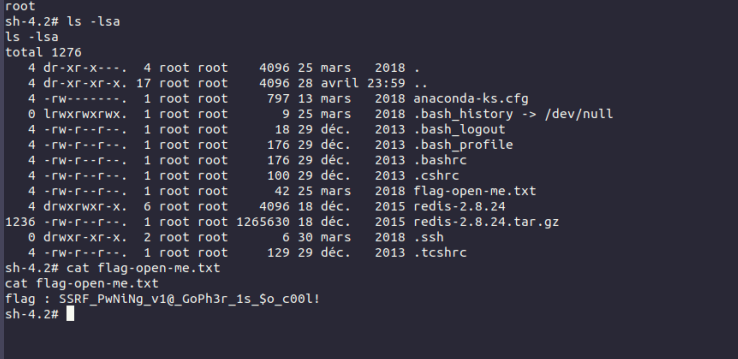 root
sh-4.2# ls -lsa
ls -lsa
total 1276
   4 dr-xr-x---.  4 root root    4096 25 mars   2018 .
   4 dr-xr-xr-x. 17 root root    4096 28 avril 23:59 ..
   4 -rw-------.  1 root root     797 13 mars   2018 anaconda-ks.cfg
   0 lrwxrwxrwx.  1 root root       9 25 mars   2018 .bash_history -> /dev/null
   4 -rw-r--r--.  1 root root      18 29 déc.   2013 .bash_logout
   4 -rw-r--r--.  1 root root     176 29 déc.   2013 .bash_profile
   4 -rw-r--r--.  1 root root     176 29 déc.   2013 .bashrc
   4 -rw-r--r--.  1 root root     100 29 déc.   2013 .cshrc
   4 -rw-r--r--.  1 root root      42 25 mars   2018 flag-open-me.txt
   4 drwxrwxr-x.  6 root root    4096 18 déc.   2015 redis-2.8.24
1236 -rw-r--r--.  1 root root 1265630 18 déc.   2015 redis-2.8.24.tar.gz
   0 drwxr-xr-x.  2 root root       6 30 mars   2018 .ssh
   4 -rw-r--r--.  1 root root     129 29 déc.   2013 .tcshrc
sh-4.2# cat flag-open-me.txt
cat flag-open-me.txt
flag : SSRF_PwNiNg_v1@_GoPh3r_1s_$o_c00l!
sh-4.2#